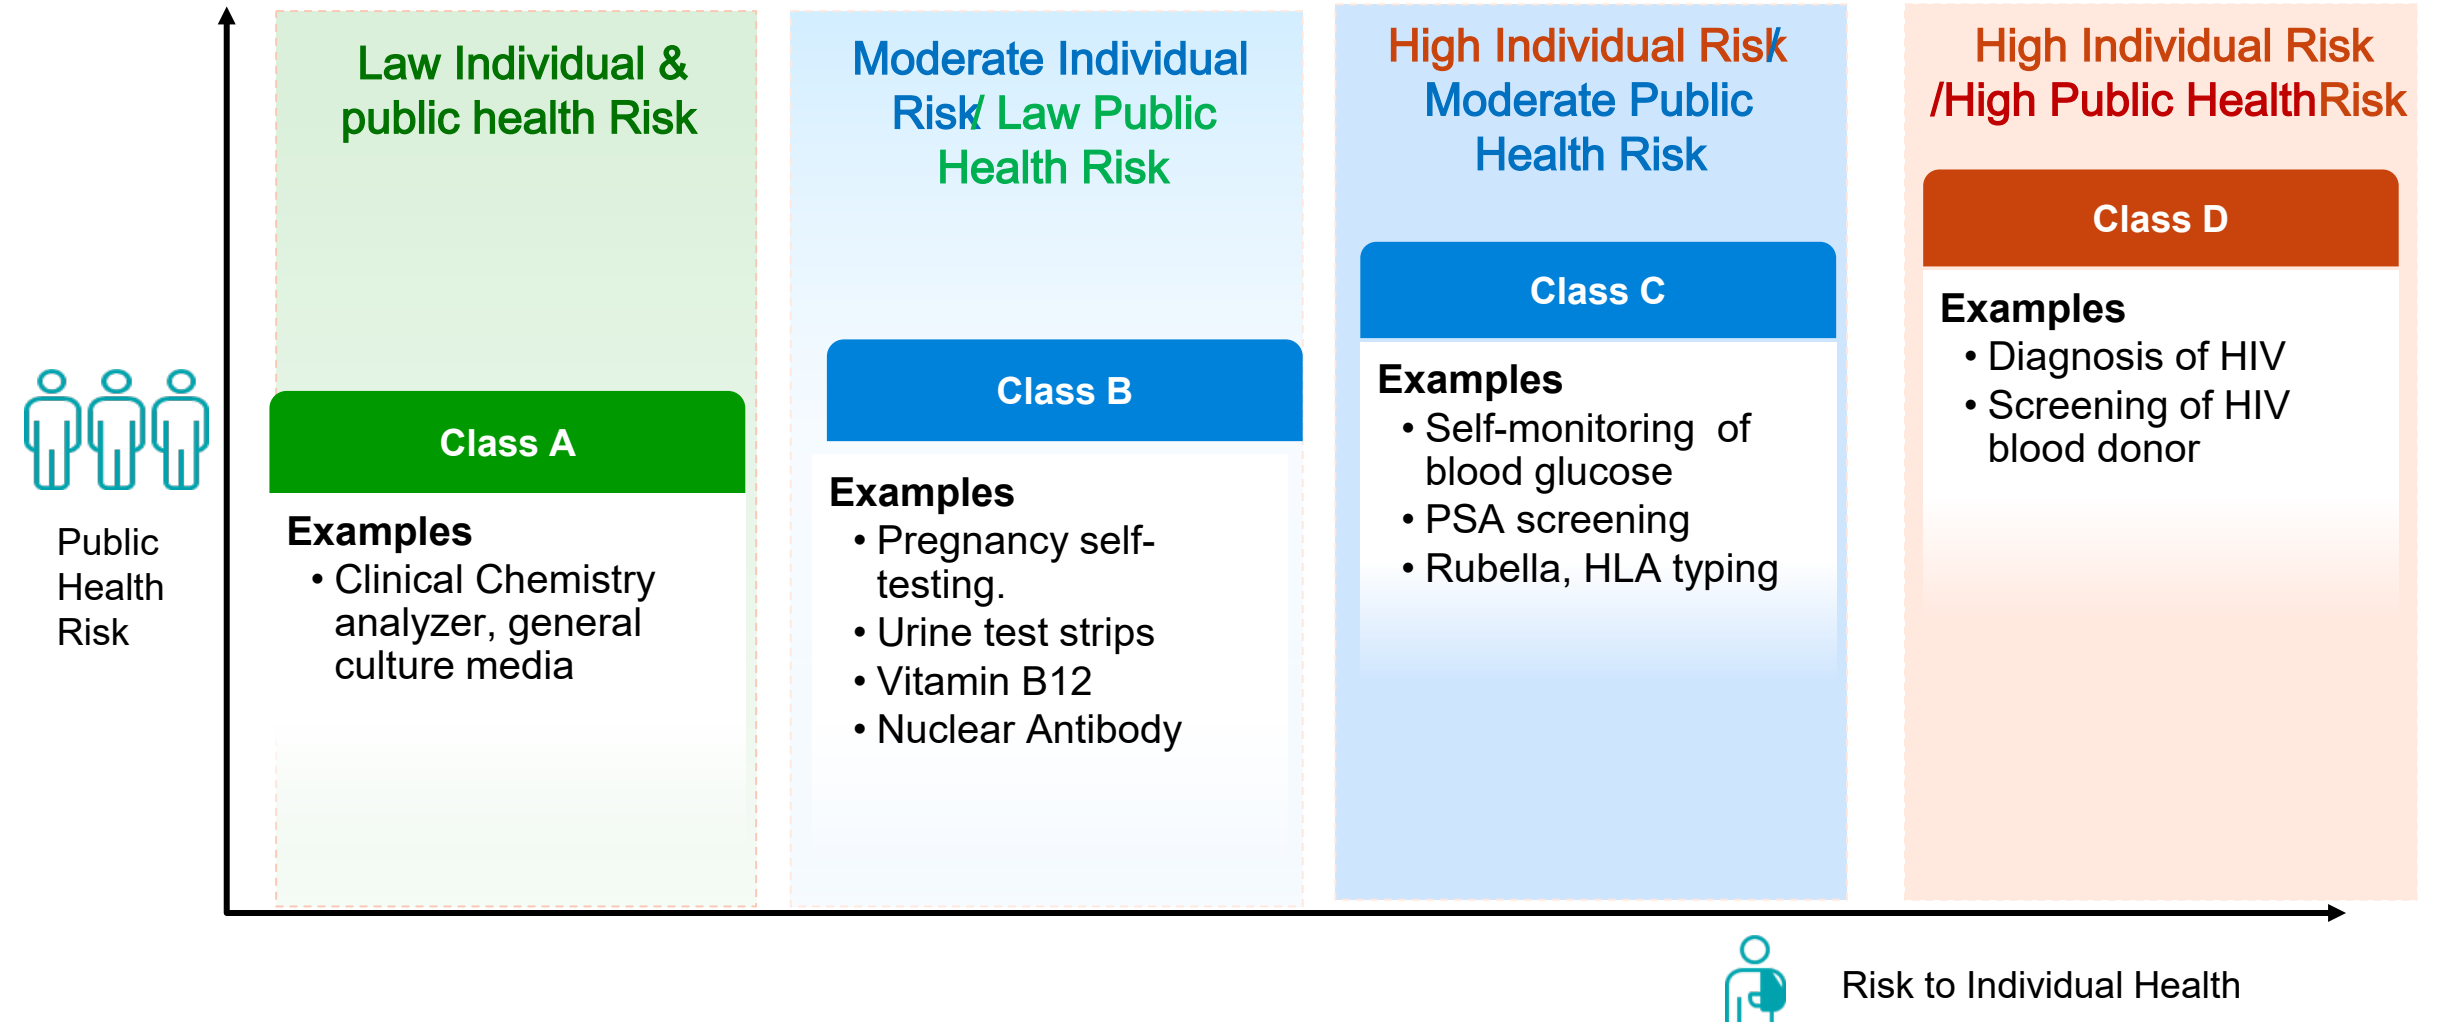 Law Individual &
public health Risk
Class A
Examples
• Clinical Chemistry
analyzer, general
culture media
Moderate Individual
Risk/ Law Public
Health Risk
Class B
Examples
• Pregnancy self-
testing.
• Urine test strips
• Vitamin B12
• Nuclear Antibody
High Individual Risk/
Moderate Public
Health Risk
Class C
Examples
• Self-monitoring of
blood glucose
• PSA screening
• Rubella, HLA typing
High Individual Risk
/High Public HealthRisk
Class D
Examples
• Diagnosis of HIV
• Screening of HIV
blood donor
Public
Health
Risk
Risk to Individual Health